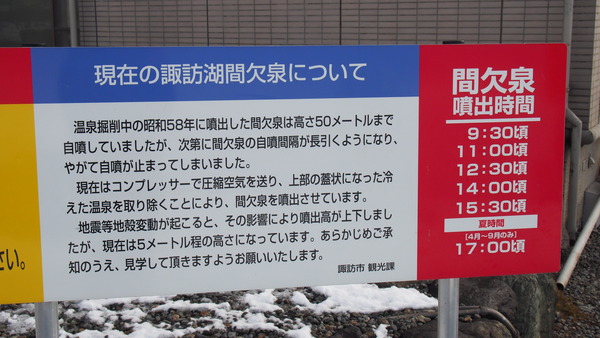 現在の諏訪湖間欠泉について
温泉掘削中の昭和58年に噴出した間欠泉は高さ50メートルまで
自噴していましたが、次第に間欠泉の自噴間隔が長引くようになり、
やがて自噴が止まってしまいました。
現在はコンプレッサーで圧縮空気を送り、上部の蓋状になった冷
えた温泉を取り除くことにより、間欠泉を噴出させています。
地震等地殻変動が起こると、その影響により噴出高が上下しまし
たが、現在は5メートル程の高さになっています。あらかじめご承
知のうえ、見学して頂きますようお願いいたします。
諏訪市 観光課
間欠泉
噴出時間
9:30頃
11:00頃
12:30頃
14:00頃
15:30頃
夏時間
[4月〜9月のみ]
17:00頃
さい。